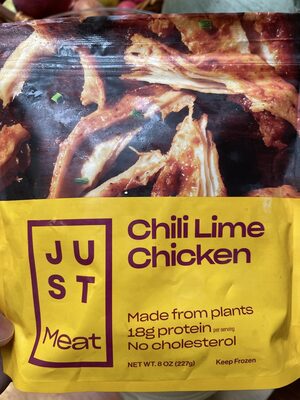 JU
ST
Meat
Chili Lime
Chicken
Made from plants
18g protein per serving
No cholesterol
NET WT. 8 OZ (227g) Keep Frozen